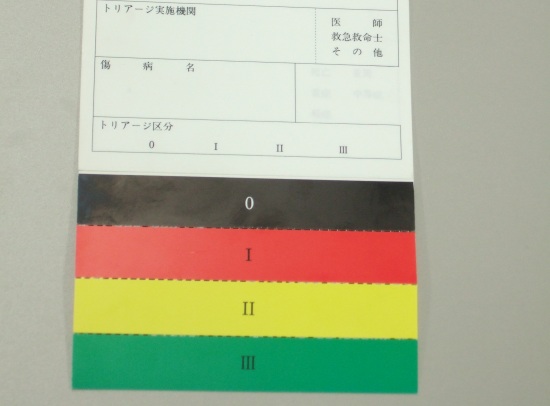 トリアージ実施機関
医 師
救急救命士
そ の 他
傷 病 名
トリアージ区分
0 I II III
0
I
II
III